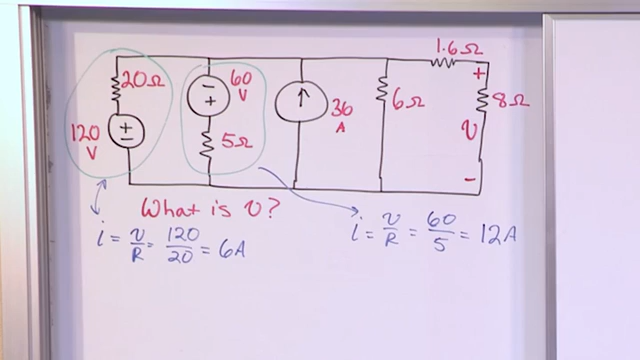 1.6Ω
20Ω
60
V
- +
+ -
120
V
5Ω
36
A
6Ω
+
8Ω
v
-
What is v?
i = v/R = 120/20 = 6A
i = v/R = 60/5 = 12A